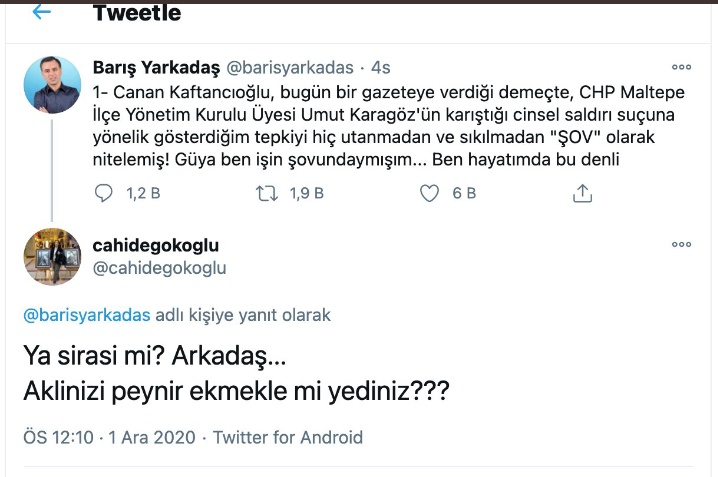 Tweetle
Barış Yarkadaş @barisyarkadas · 4s
1- Canan Kaftancıoğlu, bugün bir gazeteye verdiği demeçte, CHP Maltepe
İlçe Yönetim Kurulu Üyesi Umut Karagöz'ün karıştığı cinsel saldırı suçuna
yönelik gösterdiğim tepkiyi hiç utanmadan ve sıkılmadan "ŞOV" olarak
nitelemiş! Güya ben işin şovundaymışım... Ben hayatımda bu denli
1,2 B 1,9 B 6 B
cahidegokoglu
@cahidegokoglu
@barisyarkadas adlı kişiye yanıt olarak
Ya sirasi mi? Arkadaş...
Aklinizi peynir ekmekle mi yediniz???
ÖS 12:10 · 1 Ara 2020 · Twitter for Android